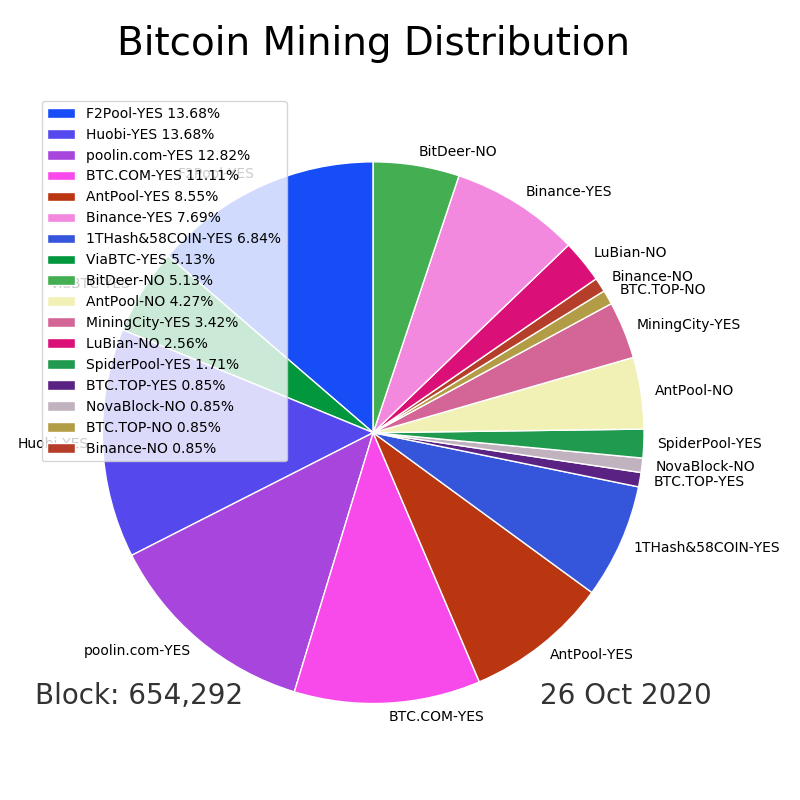 Bitcoin Mining Distribution
F2Pool-YES 13.68%
Huobi-YES 13.68%
poolin.com-YES 12.82%
BTC.COM-YES 11.11%
AntPool-YES 8.55%
Binance-YES 7.69%
1THash&58COIN-YES 6.84%
ViaBTC-YES 5.13%
BitDeer-NO 5.13%
AntPool-NO 4.27%
MiningCity-YES 3.42%
LuBian-NO 2.56%
SpiderPool-YES 1.71%
BTC.TOP-YES 0.85%
NovaBlock-NO 0.85%
BTC.TOP-NO 0.85%
Binance-NO 0.85%
BitDeer-NO
Binance-YES
LuBian-NO
Binance-NO
BTC.TOP-NO
MiningCity-YES
AntPool-NO
SpiderPool-YES
NovaBlock-NO
BTC.TOP-YES
1THash&58COIN-YES
AntPool-YES
BTC.COM-YES
poolin.com-YES
Huobi-YES
Block: 654,292
26 Oct 2020